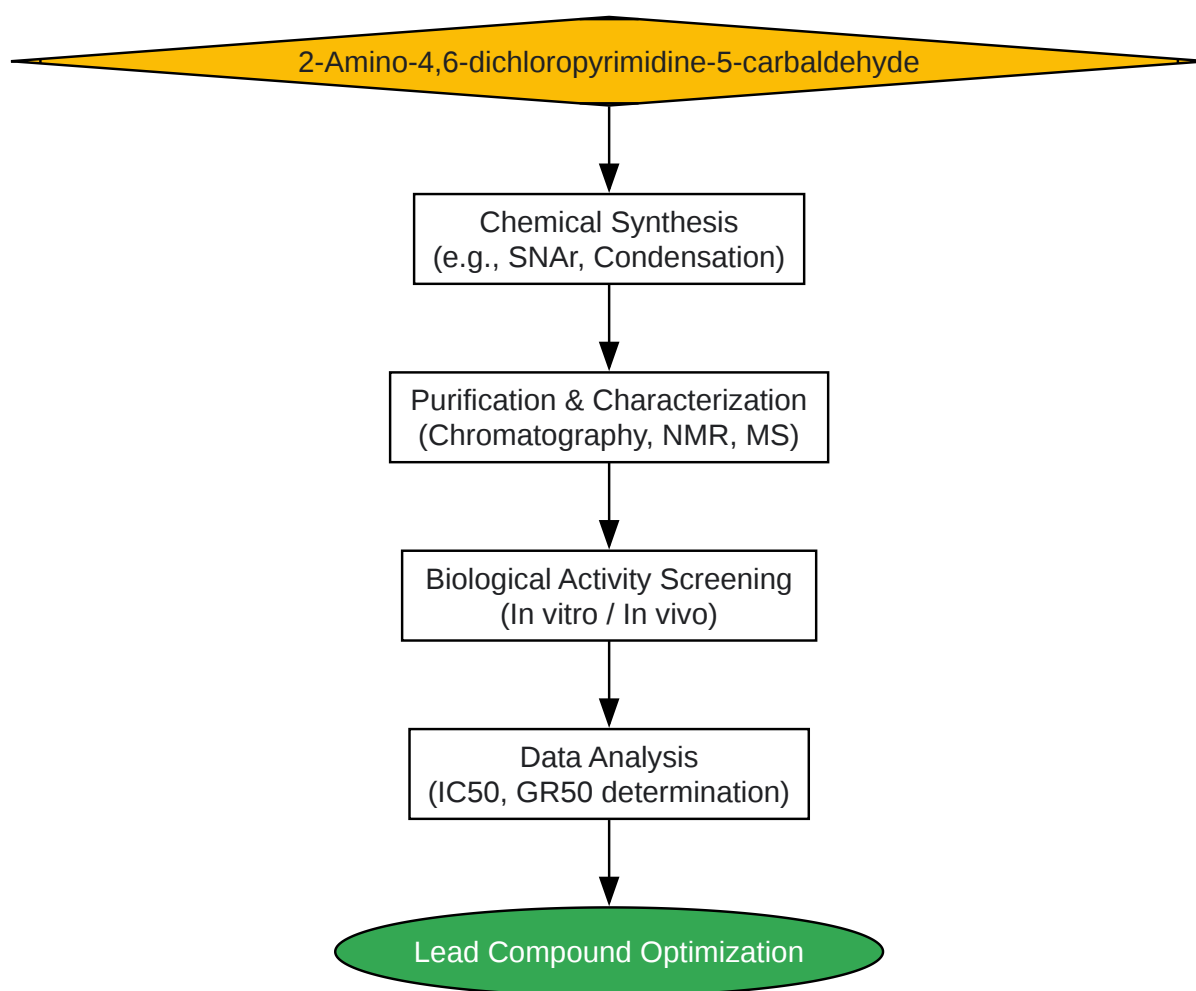 2-Amino-4,6-dichloropyrimidine-5-carbaldehyde
Chemical Synthesis
(e.g., SNAr, Condensation)
Purification & Characterization
(Chromatography, NMR, MS)
Biological Activity Screening
(In vitro / In vivo)
Data Analysis
(IC50, GR50 determination)
Lead Compound Optimization